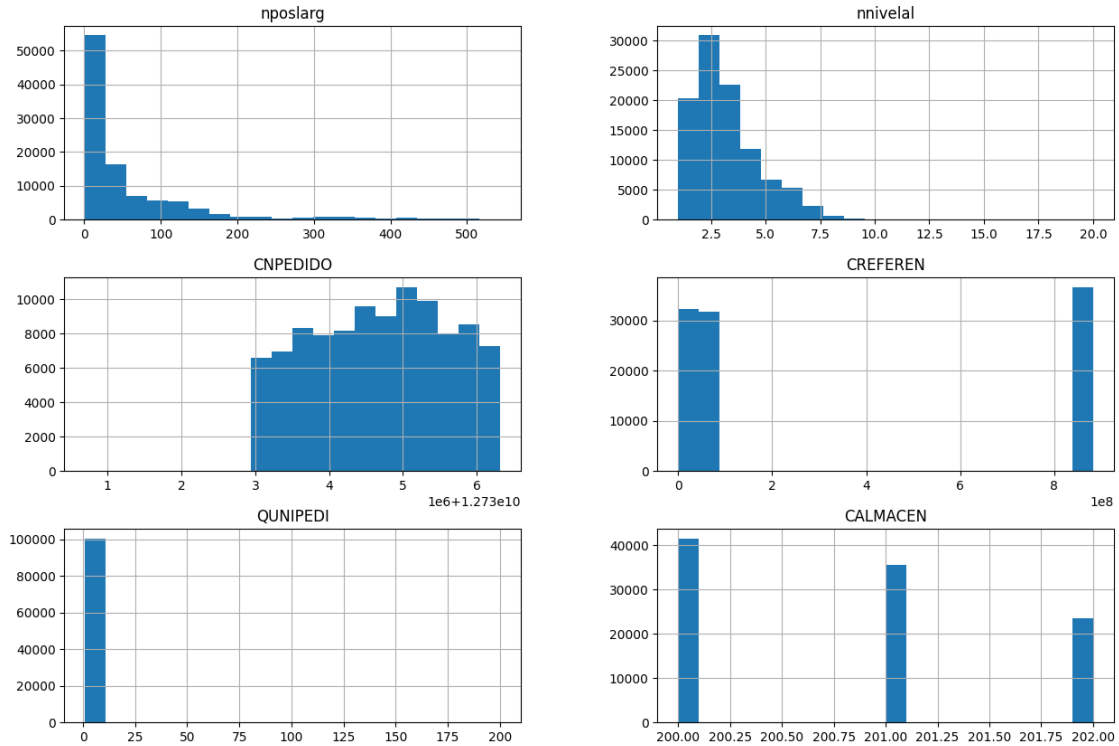 nposlarg
50000
40000
30000
20000
10000
0
0 100 200 300 400 500
nnivelal
30000
25000
20000
15000
10000
5000
0
2.5 5.0 7.5 10.0 12.5 15.0 17.5 20.0
CNPEDIDO
10000
8000
6000
4000
2000
0
1 2 3 4 5 6
1e6+1.273e10
CREFEREN
30000
20000
10000
0
0 2 4 6 8
1e8
QUNIPEDI
100000
80000
60000
40000
20000
0
0 25 50 75 100 125 150 175 200
CALMACEN
40000
30000
20000
10000
0
200.00 200.25 200.50 200.75 201.00 201.25 201.50 201.75 202.00